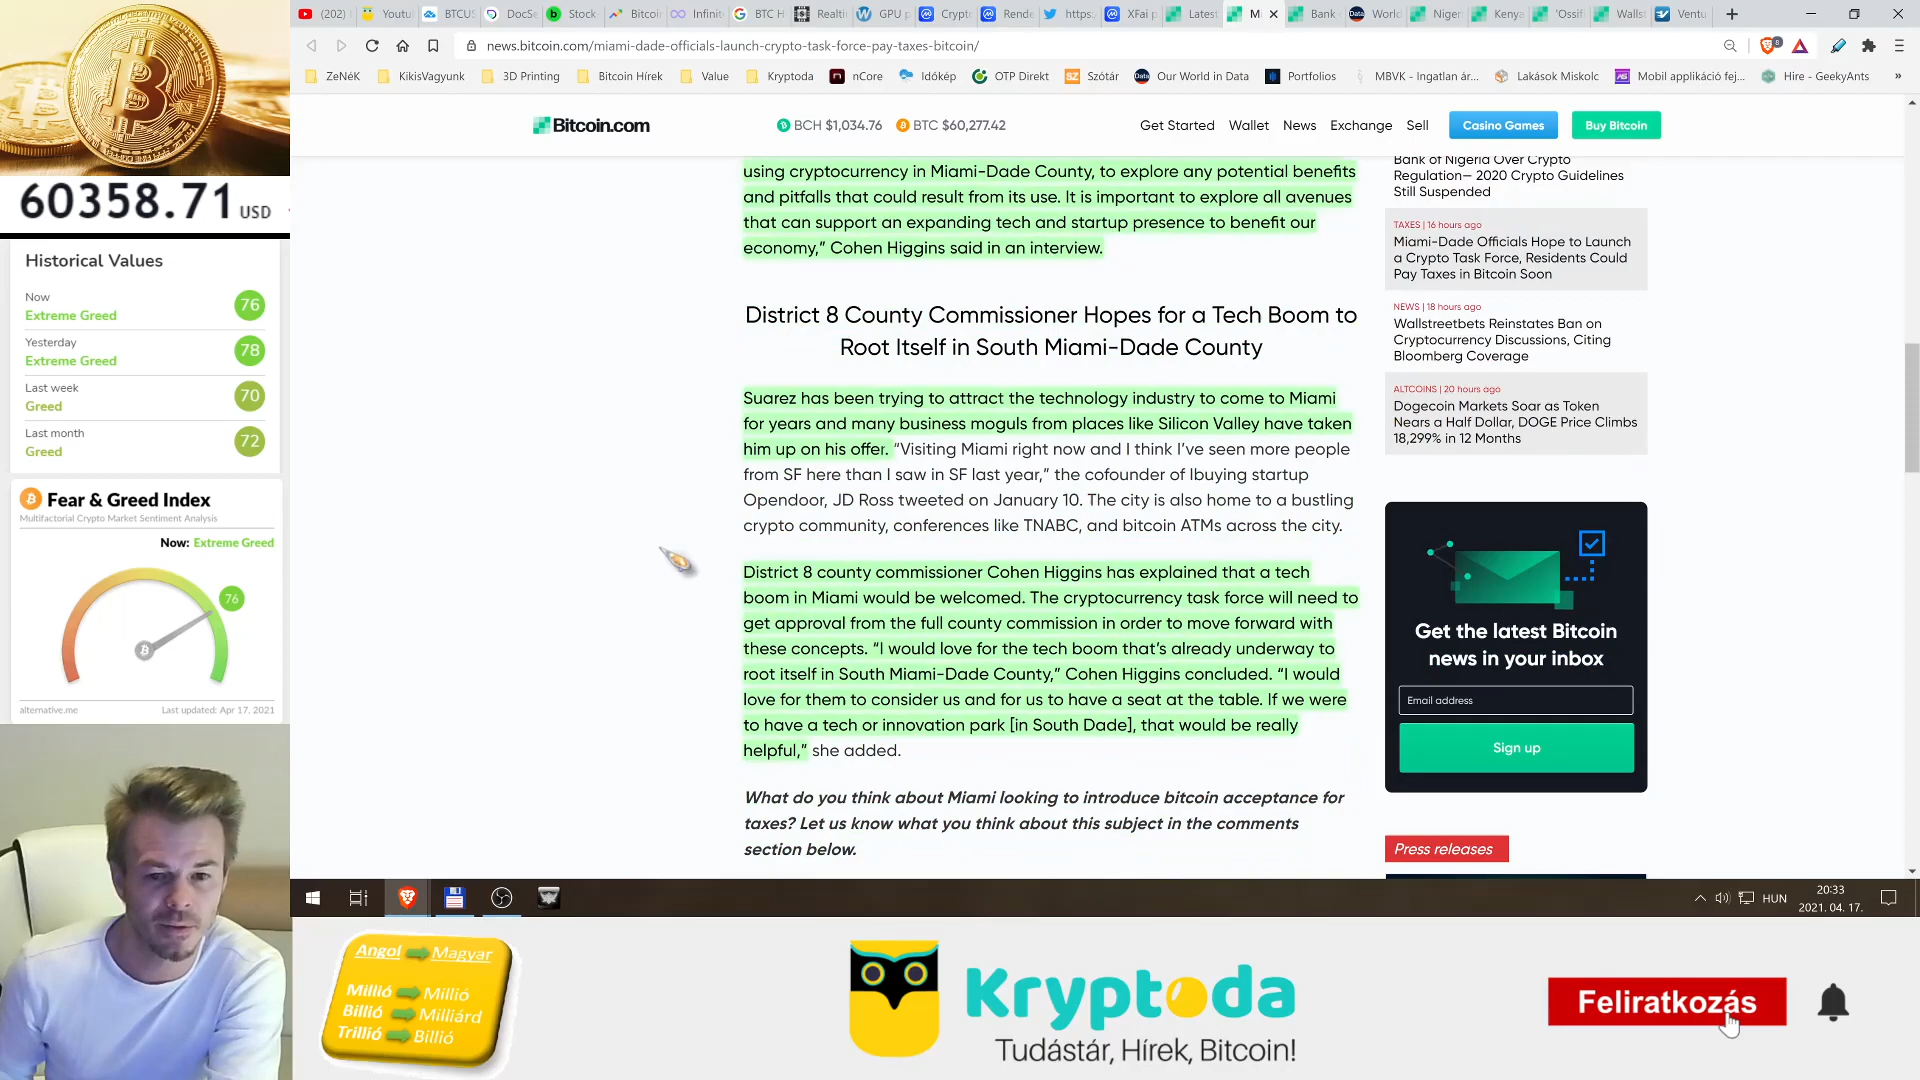 (202)
Youtu
BTCUS
DocSe
Stock
Bitcoi
Infinit
BTC H
Realti
GPU p
Crypt
Rende
https:
XFai p
Latest
Mi
Bank
World
Niger
Kenya
'Ossif
Walls
Ventu
news.bitcoin.com/miami-dade-officials-launch-crypto-task-force-pay-taxes-bitcoin/
8
ZeNéK
KikisVagyunk
3D Printing
Bitcoin Hírek
Value
Kryptoda
nCore
Időkép
OTP Direkt
Szótár
Our World in Data
Portfolios
MBVK - Ingatlan ár...
Lakások Miskolc
Mobil applikáció fej...
Hire - GeekyAnts
»
Bitcoin.com
BCH $1,034.76
BTC $60,277.42
Get Started
Wallet
News
Exchange
Sell
Casino Games
Buy Bitcoin
using cryptocurrency in Miami-Dade County, to explore any potential benefits
and pitfalls that could result from its use. It is important to explore all avenues
that can support an expanding tech and startup presence to benefit our
economy,” Cohen Higgins said in an interview.
District 8 County Commissioner Hopes for a Tech Boom to
Root Itself in South Miami-Dade County
Suarez has been trying to attract the technology industry to come to Miami
for years and many business moguls from places like Silicon Valley have taken
him up on his offer. “Visiting Miami right now and I think I’ve seen more people
from SF here than I saw in SF last year,” the cofounder of Ibuying startup
Opendoor, JD Ross tweeted on January 10. The city is also home to a bustling
crypto community, conferences like TNABC, and bitcoin ATMs across the city.
District 8 county commissioner Cohen Higgins has explained that a tech
boom in Miami would be welcomed. The cryptocurrency task force will need to
get approval from the full county commission in order to move forward with
these concepts. “I would love for the tech boom that’s already underway to
root itself in South Miami-Dade County,” Cohen Higgins concluded. “I would
love for them to consider us and for us to have a seat at the table. If we were
to have a tech or innovation park [in South Dade], that would be really
helpful,” she added.
What do you think about Miami looking to introduce bitcoin acceptance for
taxes? Let us know what you think about this subject in the comments
section below.
Bank of Nigeria Over Crypto
Regulation— 2020 Crypto Guidelines
Still Suspended
TAXES | 16 hours ago
Miami-Dade Officials Hope to Launch
a Crypto Task Force, Residents Could
Pay Taxes in Bitcoin Soon
NEWS | 18 hours ago
Wallstreetbets Reinstates Ban on
Cryptocurrency Discussions, Citing
Bloomberg Coverage
ALTCOINS | 20 hours ago
Dogecoin Markets Soar as Token
Nears a Half Dollar, DOGE Price Climbs
18,299% in 12 Months
Get the latest Bitcoin
news in your inbox
Email address
Sign up
Press releases
60358.71 USD
Historical Values
Now
Extreme Greed
76
Yesterday
Extreme Greed
78
Last week
Greed
70
Last month
Greed
72
Fear & Greed Index
Multifactorial Crypto Market Sentiment Analysis
Now: Extreme Greed
76
alternative.me
Last updated: Apr 17, 2021
HUN
20:33
2021. 04. 17.
Angol Magyar
Millió Millió
Billió Milliárd
Trillió Billió
Kryptoda
Tudástár, Hírek, Bitcoin!
Feliratkozás